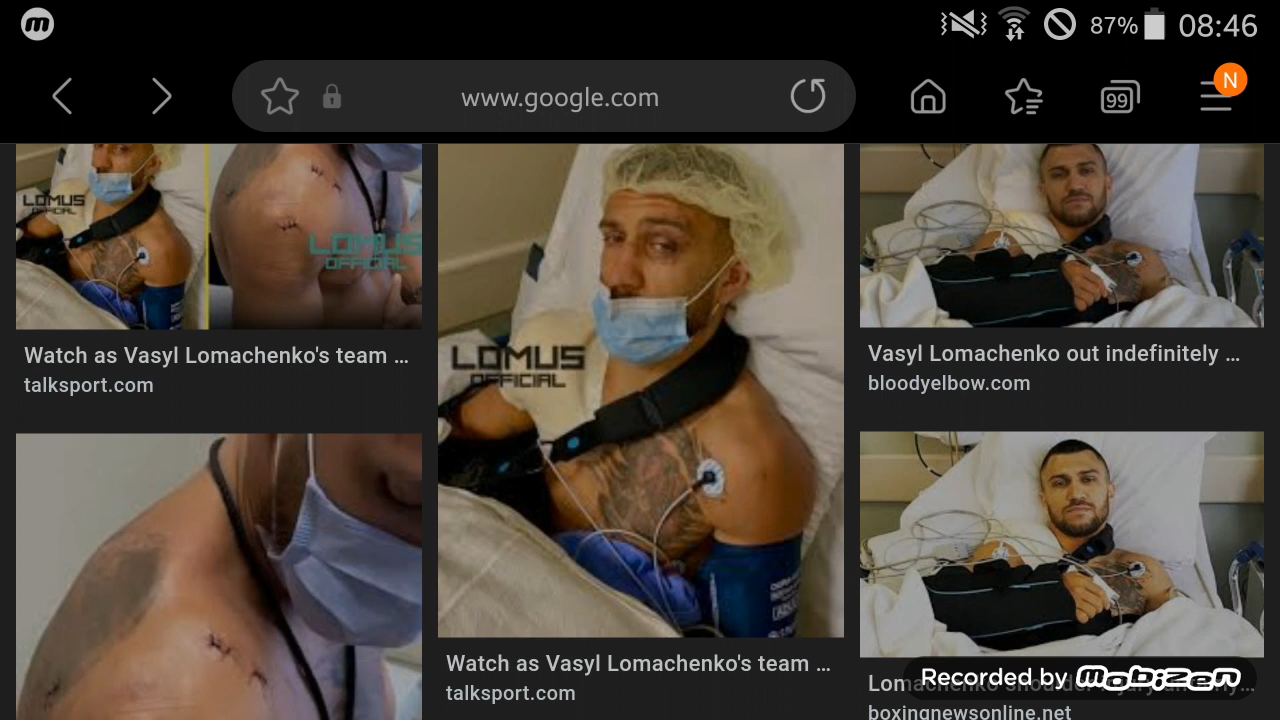 m
87% 08:46
www.google.com
99
N
LOMUS
OFFICIAL
LOMUS
OFFICIAL
LOMUS
OFFICIAL
Watch as Vasyl Lomachenko's team ...
talksport.com
Vasyl Lomachenko out indefinitely ...
bloodyelbow.com
Watch as Vasyl Lomachenko's team ...
talksport.com
Recorded by mobizen
boxingnewsonline.net